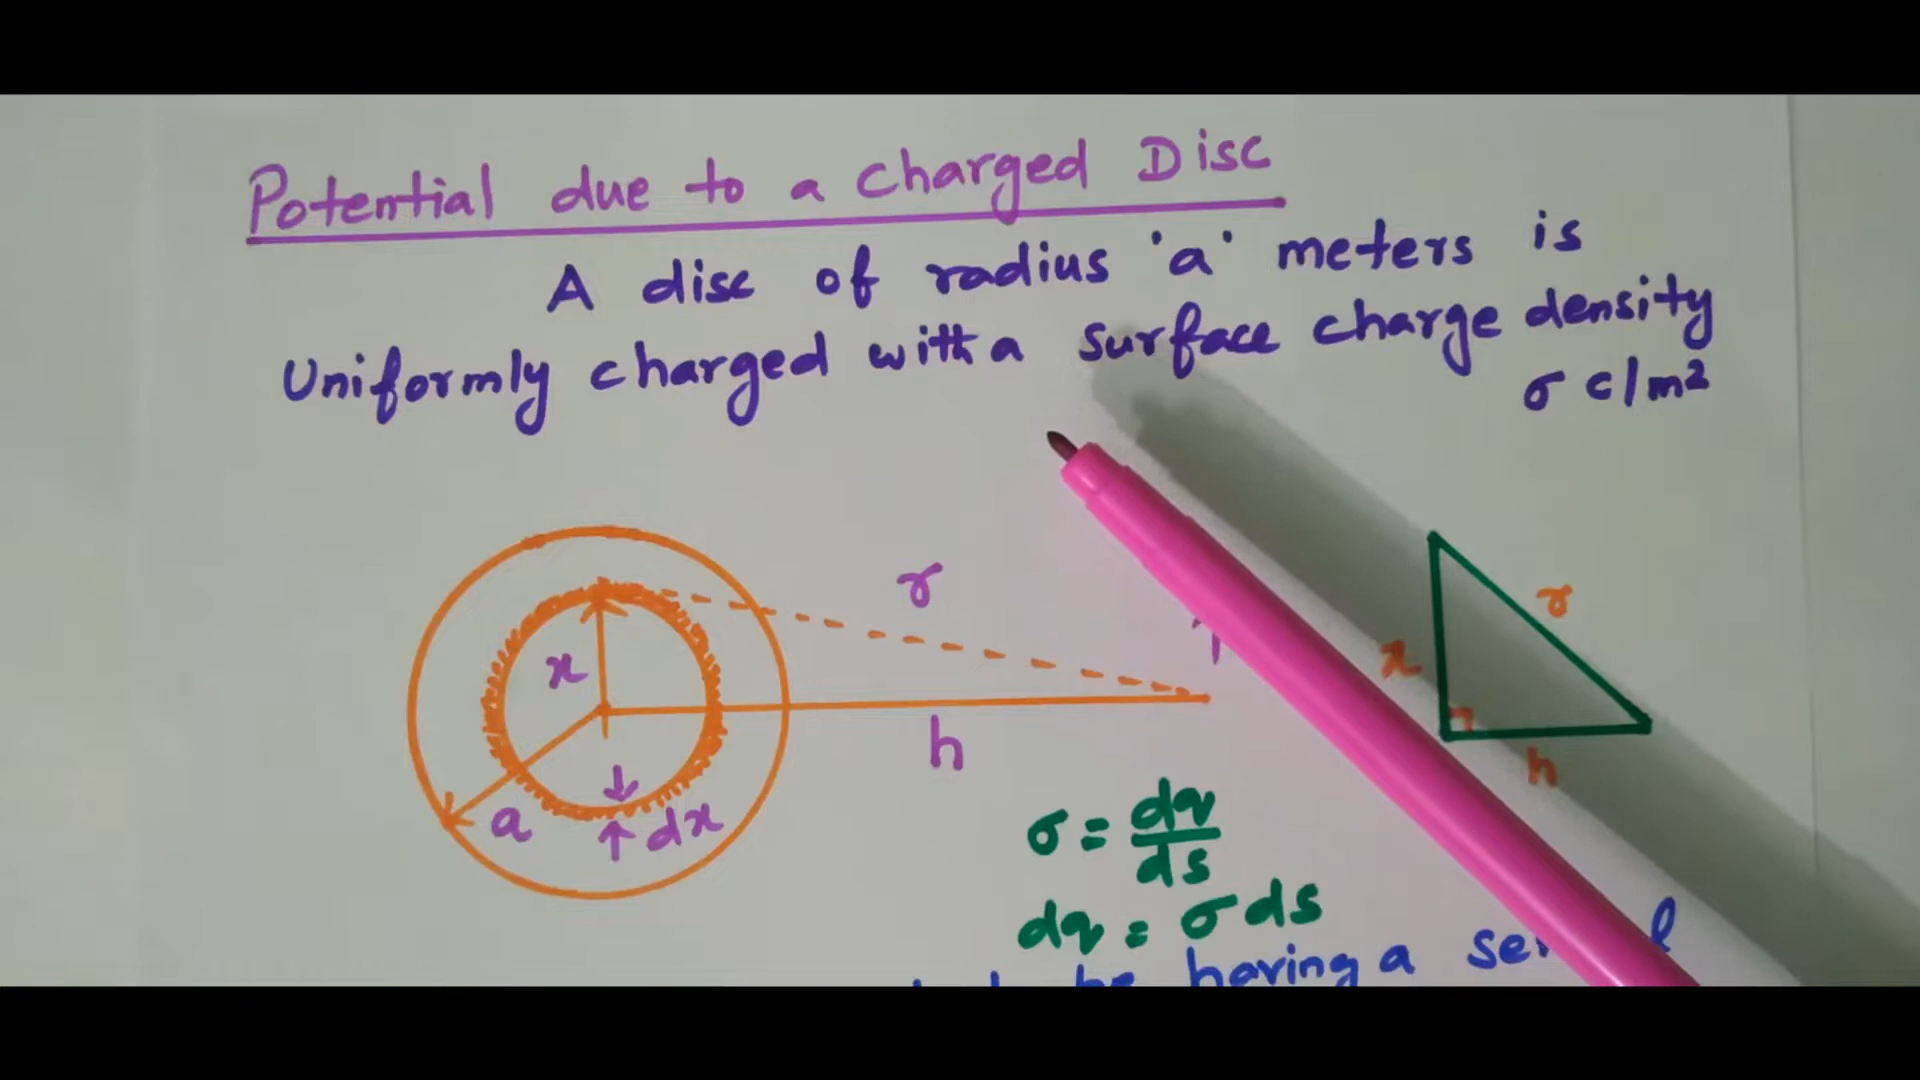 Potential due to a Charged Disc
A disc of radius 'a' meters is
Uniformly charged with a surface charge density
σ c/m²
r
x
h
a
dx
r
x
h
σ = dq/ds
dq = σ ds
be having a